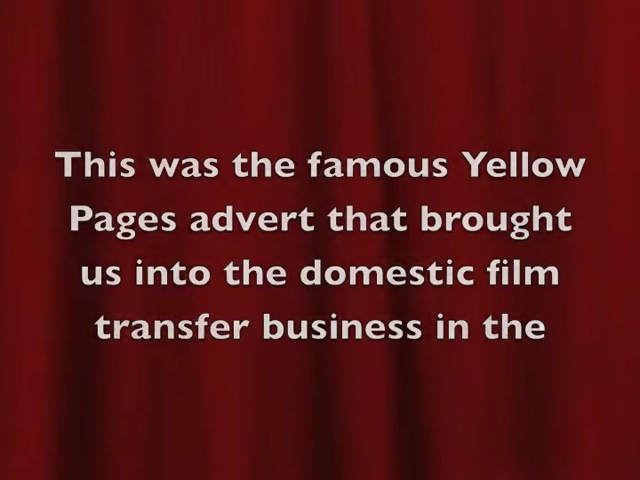 This was the famous Yellow
Pages advert that brought
us into the domestic film
transfer business in the